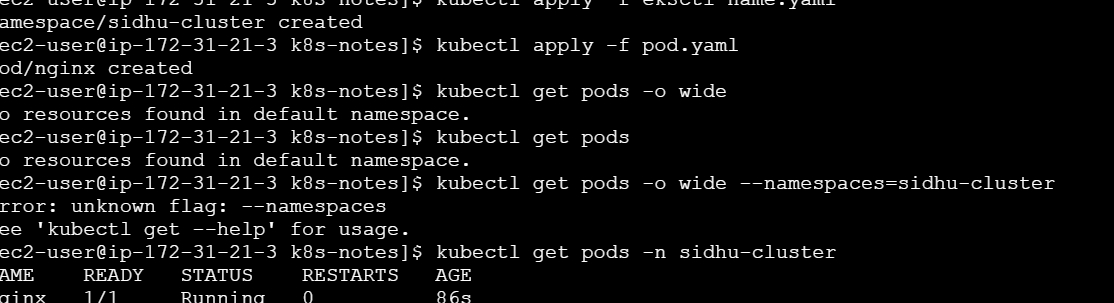 kubectl apply -f eksctl name.yaml
amespace/sidhu-cluster created
ec2-user@ip-172-31-21-3 k8s-notes]$ kubectl apply -f pod.yaml
od/nginx created
ec2-user@ip-172-31-21-3 k8s-notes]$ kubectl get pods -o wide
o resources found in default namespace.
ec2-user@ip-172-31-21-3 k8s-notes]$ kubectl get pods
o resources found in default namespace.
ec2-user@ip-172-31-21-3 k8s-notes]$ kubectl get pods -o wide --namespaces=sidhu-cluster
rror: unknown flag: --namespaces
ee 'kubectl get --help' for usage.
ec2-user@ip-172-31-21-3 k8s-notes]$ kubectl get pods -n sidhu-cluster
AME READY STATUS RESTARTS AGE
ginx 1/1 Running 0 86s